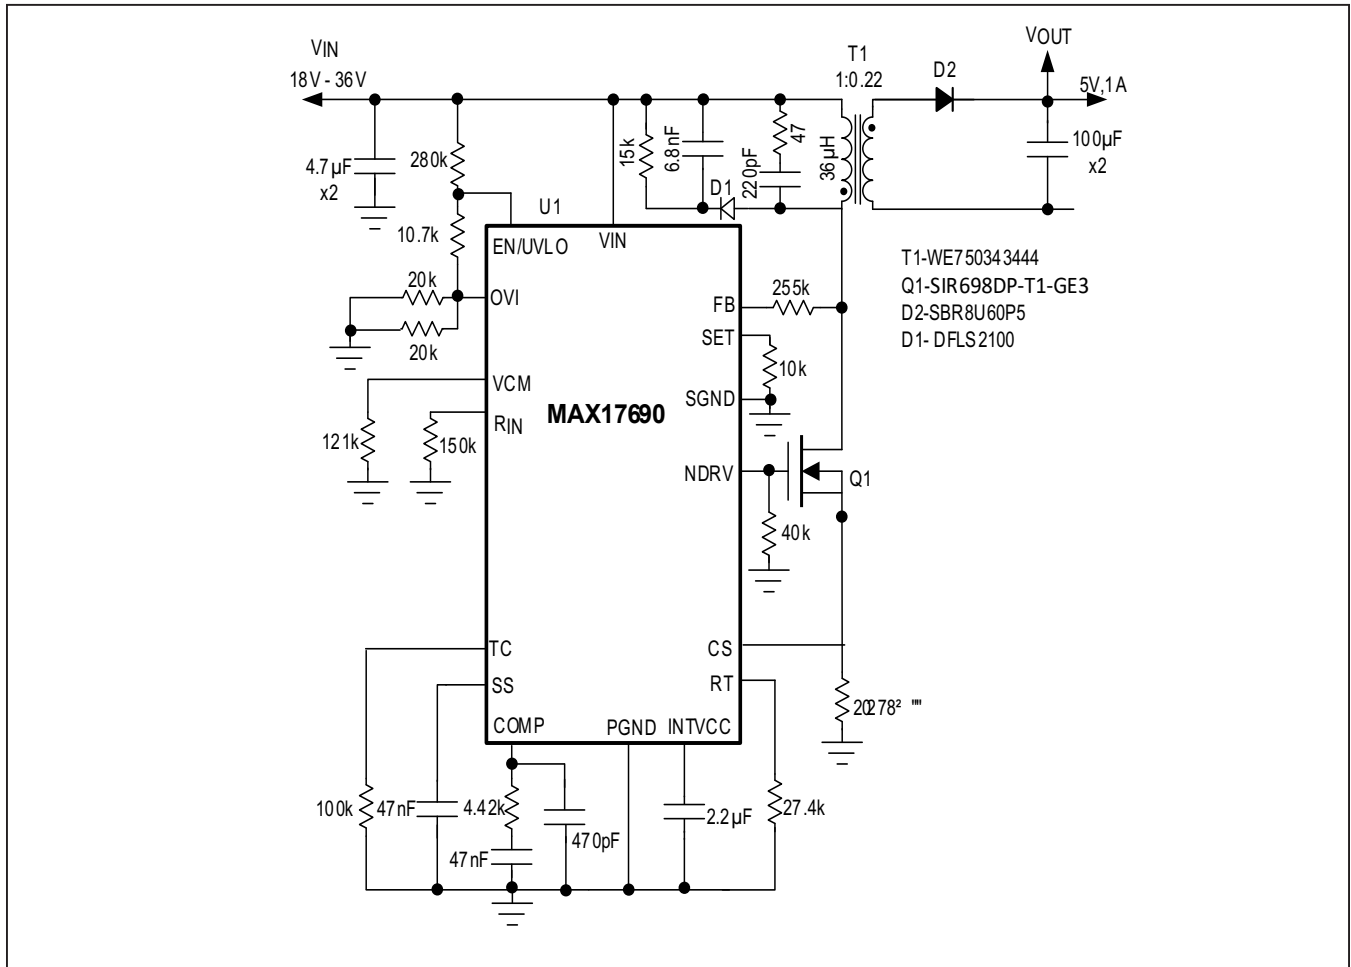 VIN
18V - 36V
4.7µF
x2
280k
10.7k
20k
20k
15k
6.8nF
D1
220pF
47
36µH
T1
1:0.22
D2
VOUT
5V,1A
100µF
x2
U1
EN/UVLO
VIN
OVI
VCM
RIN
MAX17690
FB
SET
SGND
NDRV
255k
10k
121k
150k
Q1
40k
T1-WE750343444
Q1-SIR698DP-T1-GE3
D2-SBR8U60P5
D1- DFLS2100
TC
SS
COMP
PGND
INTVCC
CS
RT
100k
47nF
4.42k
47nF
470pF
2.2µF
27.4k